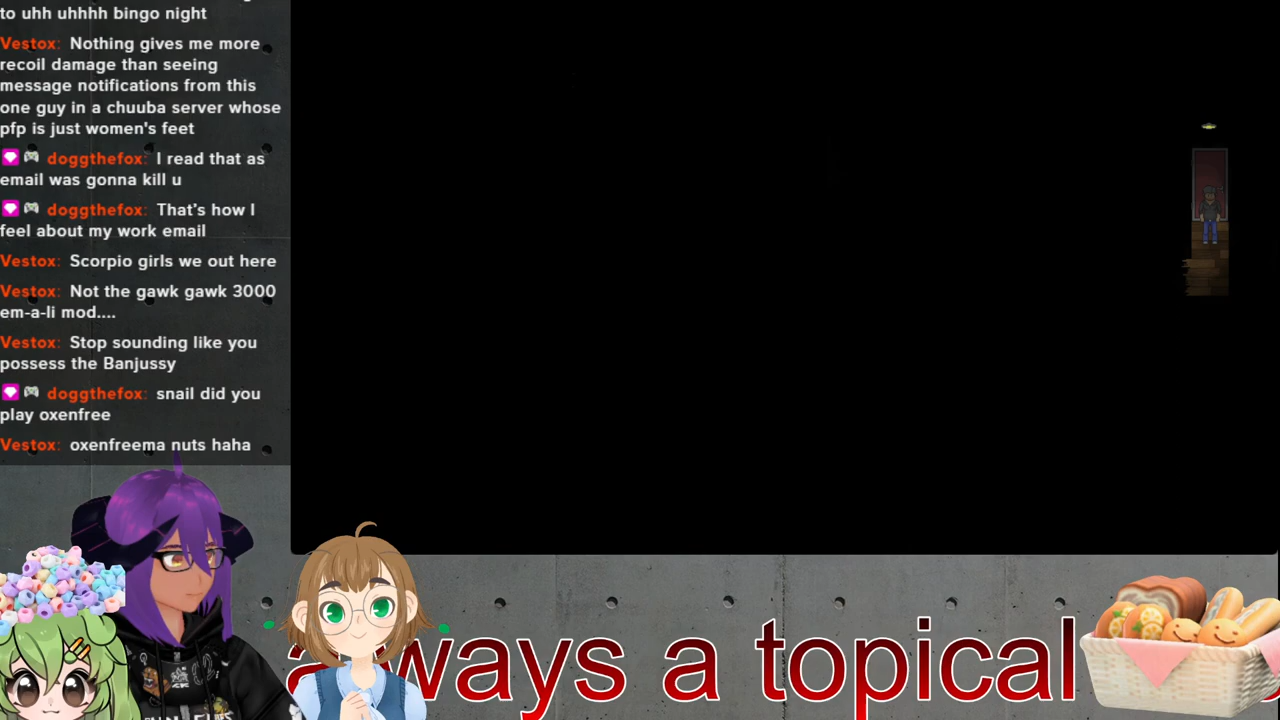 to uhh uhhhh bingo night
Vestox: Nothing gives me more
recoil damage than seeing
message notifications from this
one guy in a chuuba server whose
pfp is just women's feet
doggthefox: I read that as
email was gonna kill u
doggthefox: That's how I
feel about my work email
Vestox: Scorpio girls we out here
Vestox: Not the gawk gawk 3000
em-a-li mod....
Vestox: Stop sounding like you
possess the Banjussy
doggthefox: snail did you
play oxenfree
Vestox: oxenfreema nuts haha
always a topical